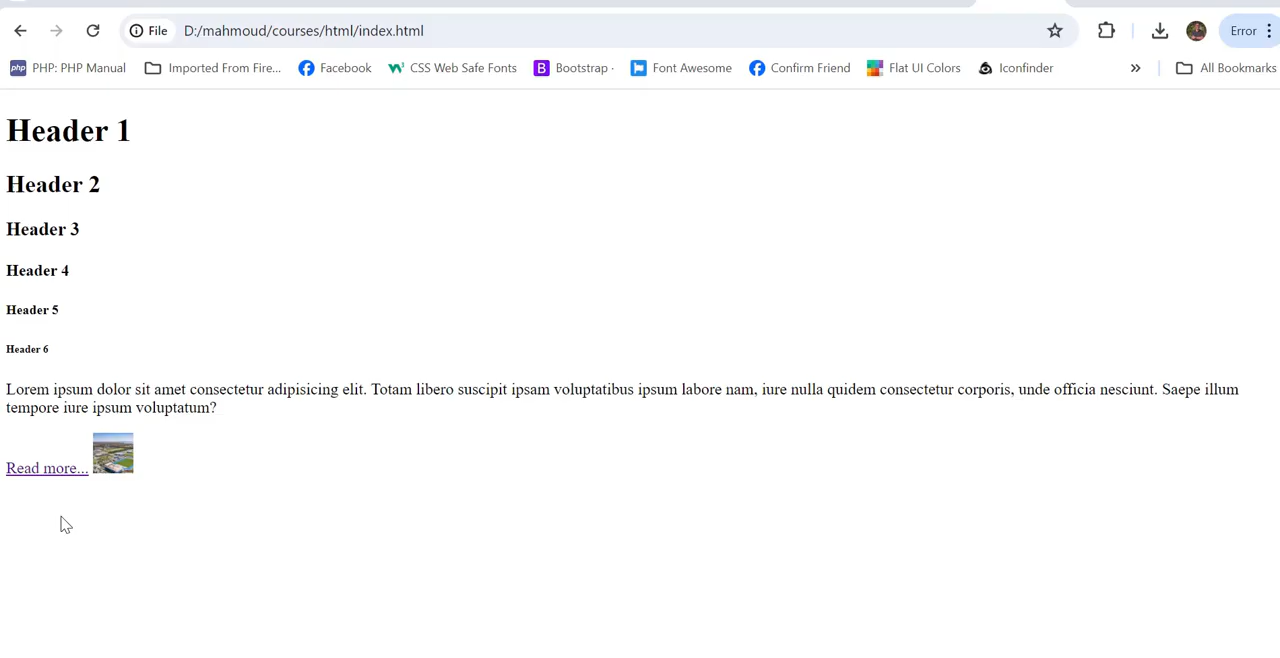 File D:/mahmoud/courses/html/index.html Error
php PHP: PHP Manual Imported From Fire... Facebook CSS Web Safe Fonts B Bootstrap · Font Awesome Confirm Friend Flat UI Colors Iconfinder » All Bookmarks
Header 1
Header 2
Header 3
Header 4
Header 5
Header 6
Lorem ipsum dolor sit amet consectetur adipisicing elit. Totam libero suscipit ipsam voluptatibus ipsum labore nam, iure nulla quidem consectetur corporis, unde officia nesciunt. Saepe illum
tempore iure ipsum voluptatum?
Read more...